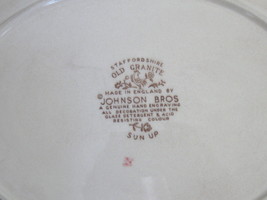 STAFFORDSHIRE
OLD GRANITE
MADE IN ENGLAND BY
©JOHNSON BROS
A GENUINE HAND ENGRAVING
ALL DECORATION UNDER THE
GLAZE DETERGENT & ACID
RESISTING COLOUR
SUN UP